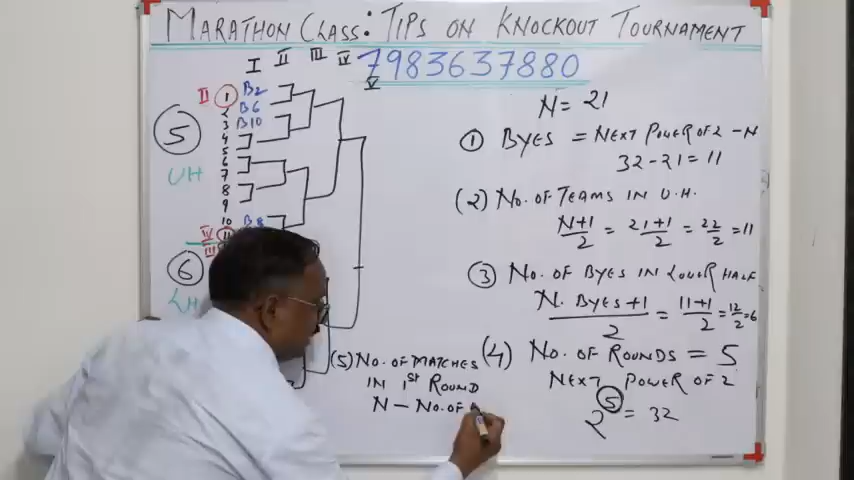 MARATHON CLASS: TIPS ON KNOCKOUT TOURNAMENT
I II III IV 7983637880
V
II 1 B2
2 B6
3 B10
4
5
6
7
8
9
10 B8
IV 11
III
5
UH
6
LH
N = 21
1 BYES = NEXT POWER OF 2 - N
32 - 21 = 11
(2) NO. OF TEAMS IN U.H.
N+1/2 = 21+1/2 = 22/2 = 11
3 NO. OF BYES IN LOWER HALF
N. BYES+1/2 = 11+1/2 = 12/2 = 6
(4) NO. OF ROUNDS = 5
NEXT POWER OF 2
2 5 = 32
(5) NO. OF MATCHES
IN 1ST ROUND
N - NO. OF